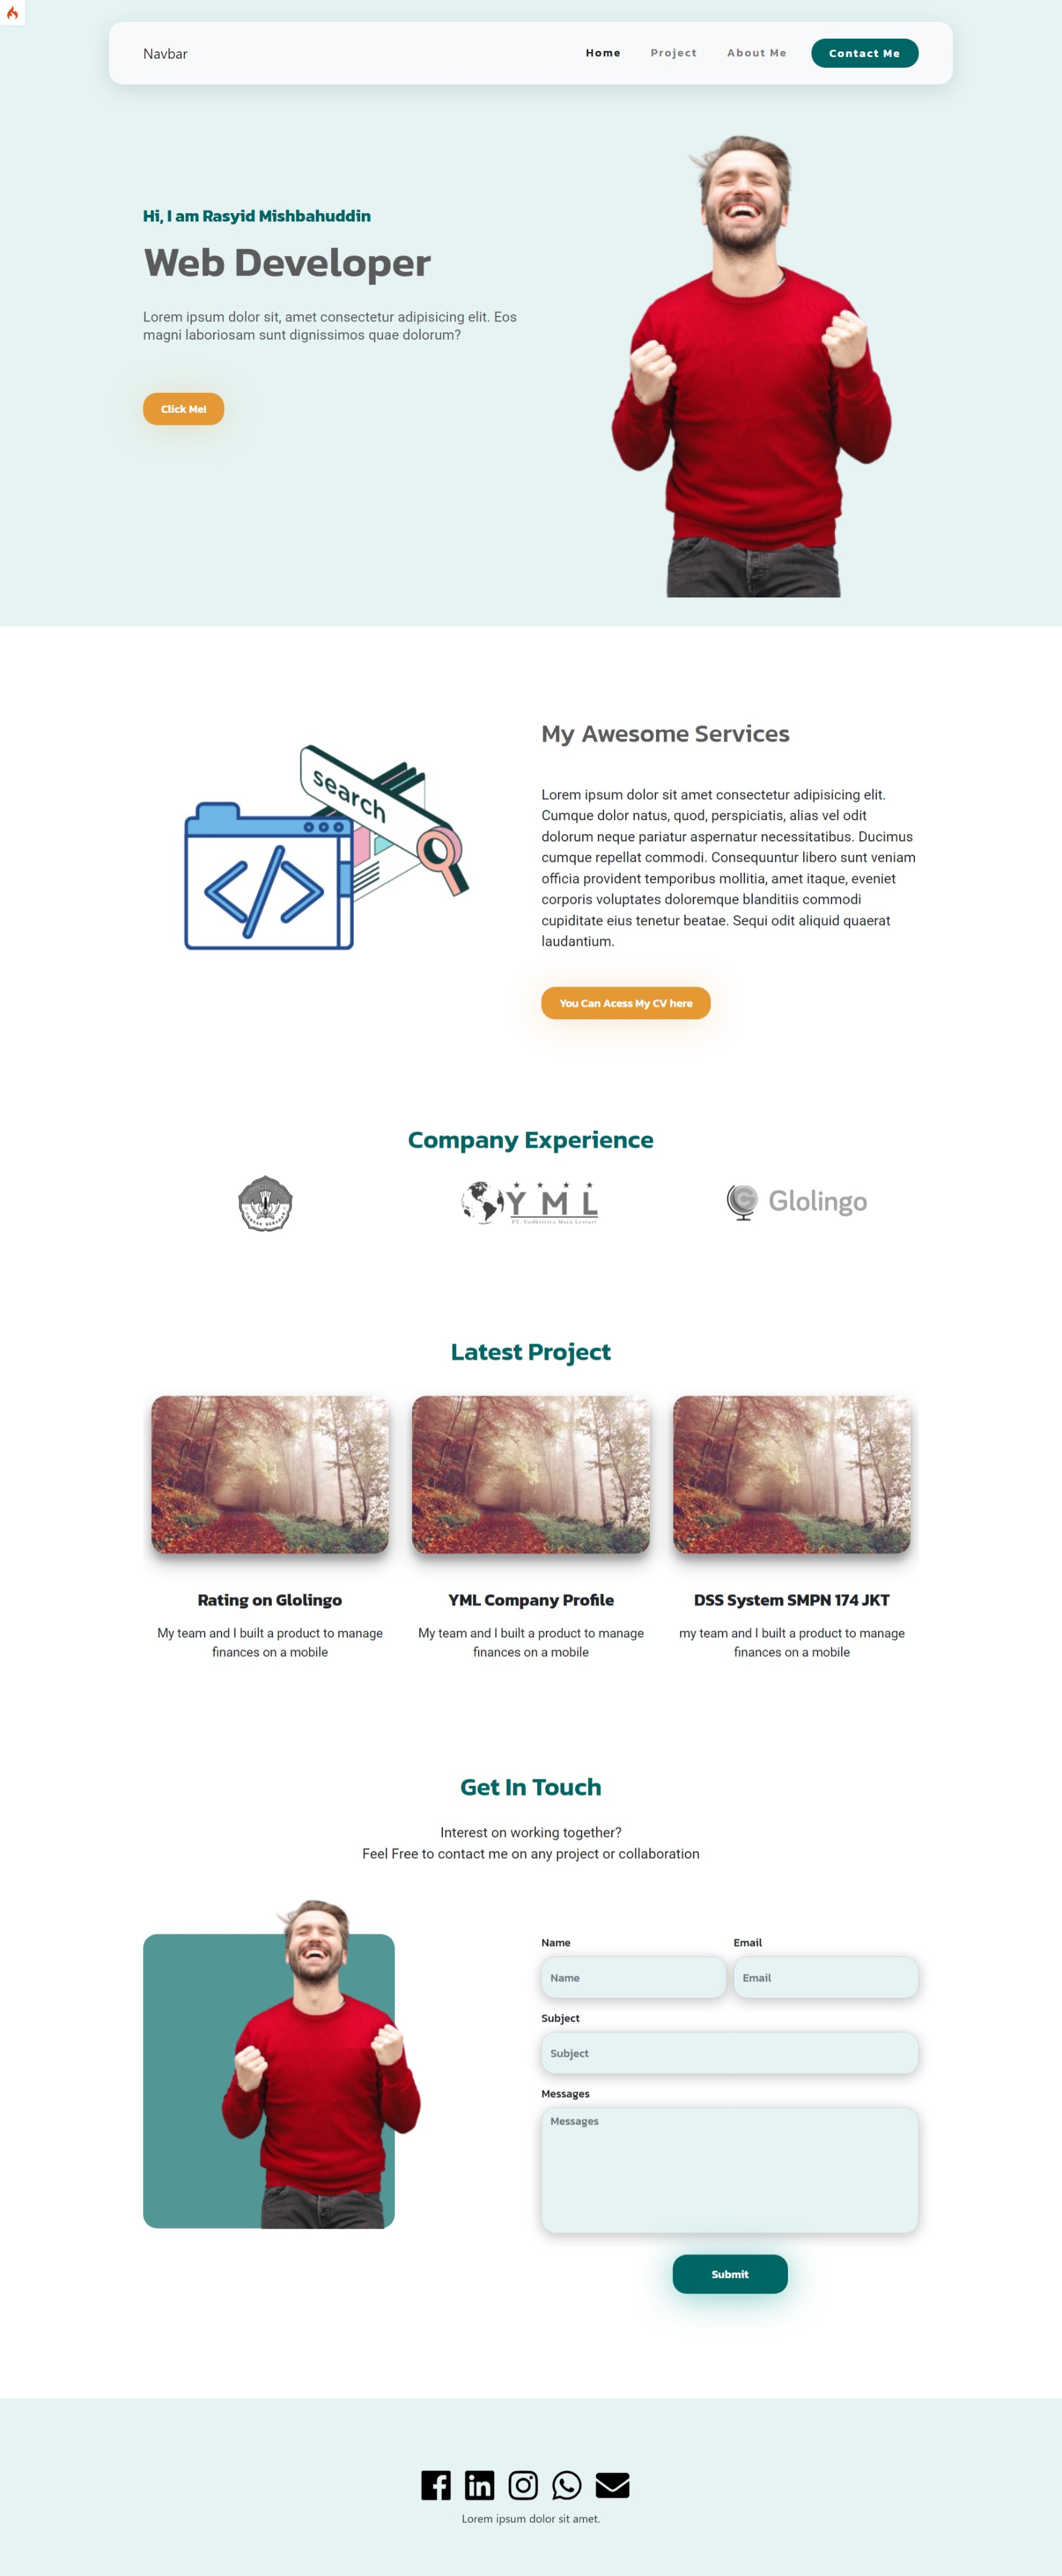 Navbar
Home
Project
About Me
Contact Me
Hi, I am Rasyid Mishbahuddin
Web Developer
Lorem ipsum dolor sit, amet consectetur adipisicing elit. Eos
magni laboriosam sunt dignissimos quae dolorum?
Click Me!
search
My Awesome Services
Lorem ipsum dolor sit amet consectetur adipisicing elit.
Cumque dolor natus, quod, perspiciatis, alias vel odit
dolorum neque pariatur aspernatur necessitatibus. Ducimus
cumque repellat commodi. Consequuntur libero sunt veniam
officia provident temporibus mollitia, amet itaque, eveniet
corporis voluptates doloremque blanditiis commodi
cupiditate eius tenetur beatae. Sequi odit aliquid quaerat
laudantium.
You Can Acess My CV here
Company Experience
YML
PT. Yudhistira Maja Lestari
Glolingo
Latest Project
Rating on Glolingo
My team and I built a product to manage
finances on a mobile
YML Company Profile
My team and I built a product to manage
finances on a mobile
DSS System SMPN 174 JKT
my team and I built a product to manage
finances on a mobile
Get In Touch
Interest on working together?
Feel Free to contact me on any project or collaboration
Name
Email
Name
Email
Subject
Subject
Messages
Messages
Submit
Lorem ipsum dolor sit amet.